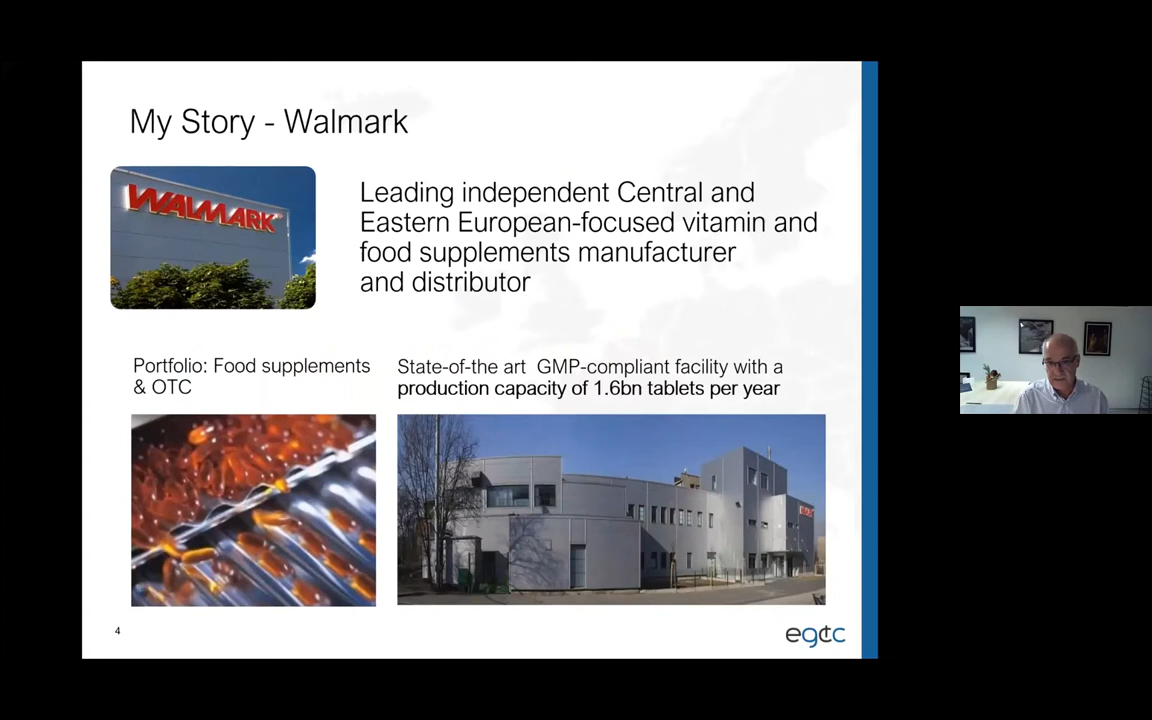 My Story - Walmark
WALMARK
Leading independent Central and
Eastern European-focused vitamin and
food supplements manufacturer
and distributor
Portfolio: Food supplements
& OTC
State-of-the art GMP-compliant facility with a
production capacity of 1.6bn tablets per year
4
egtc